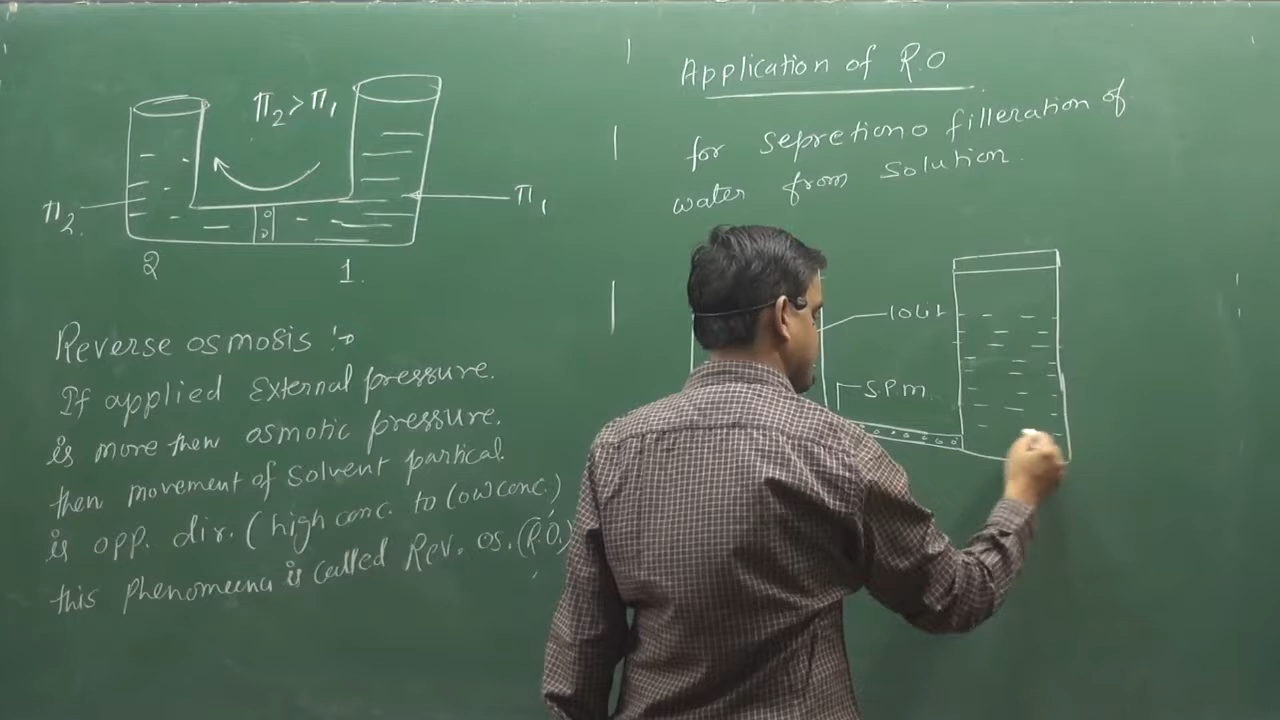 π₂ > π₁
π₂
π₁
2
1
Reverse osmosis :-
If applied External pressure.
is more then osmotic pressure.
then movement of solvent partical.
is opp. dir. (high conc. to low conc.)
this phenomeena is called Rev. os. (R.O.)
Application of R.O
for sepretiono filleration of
water from solution.
10 lit
S.P.M.